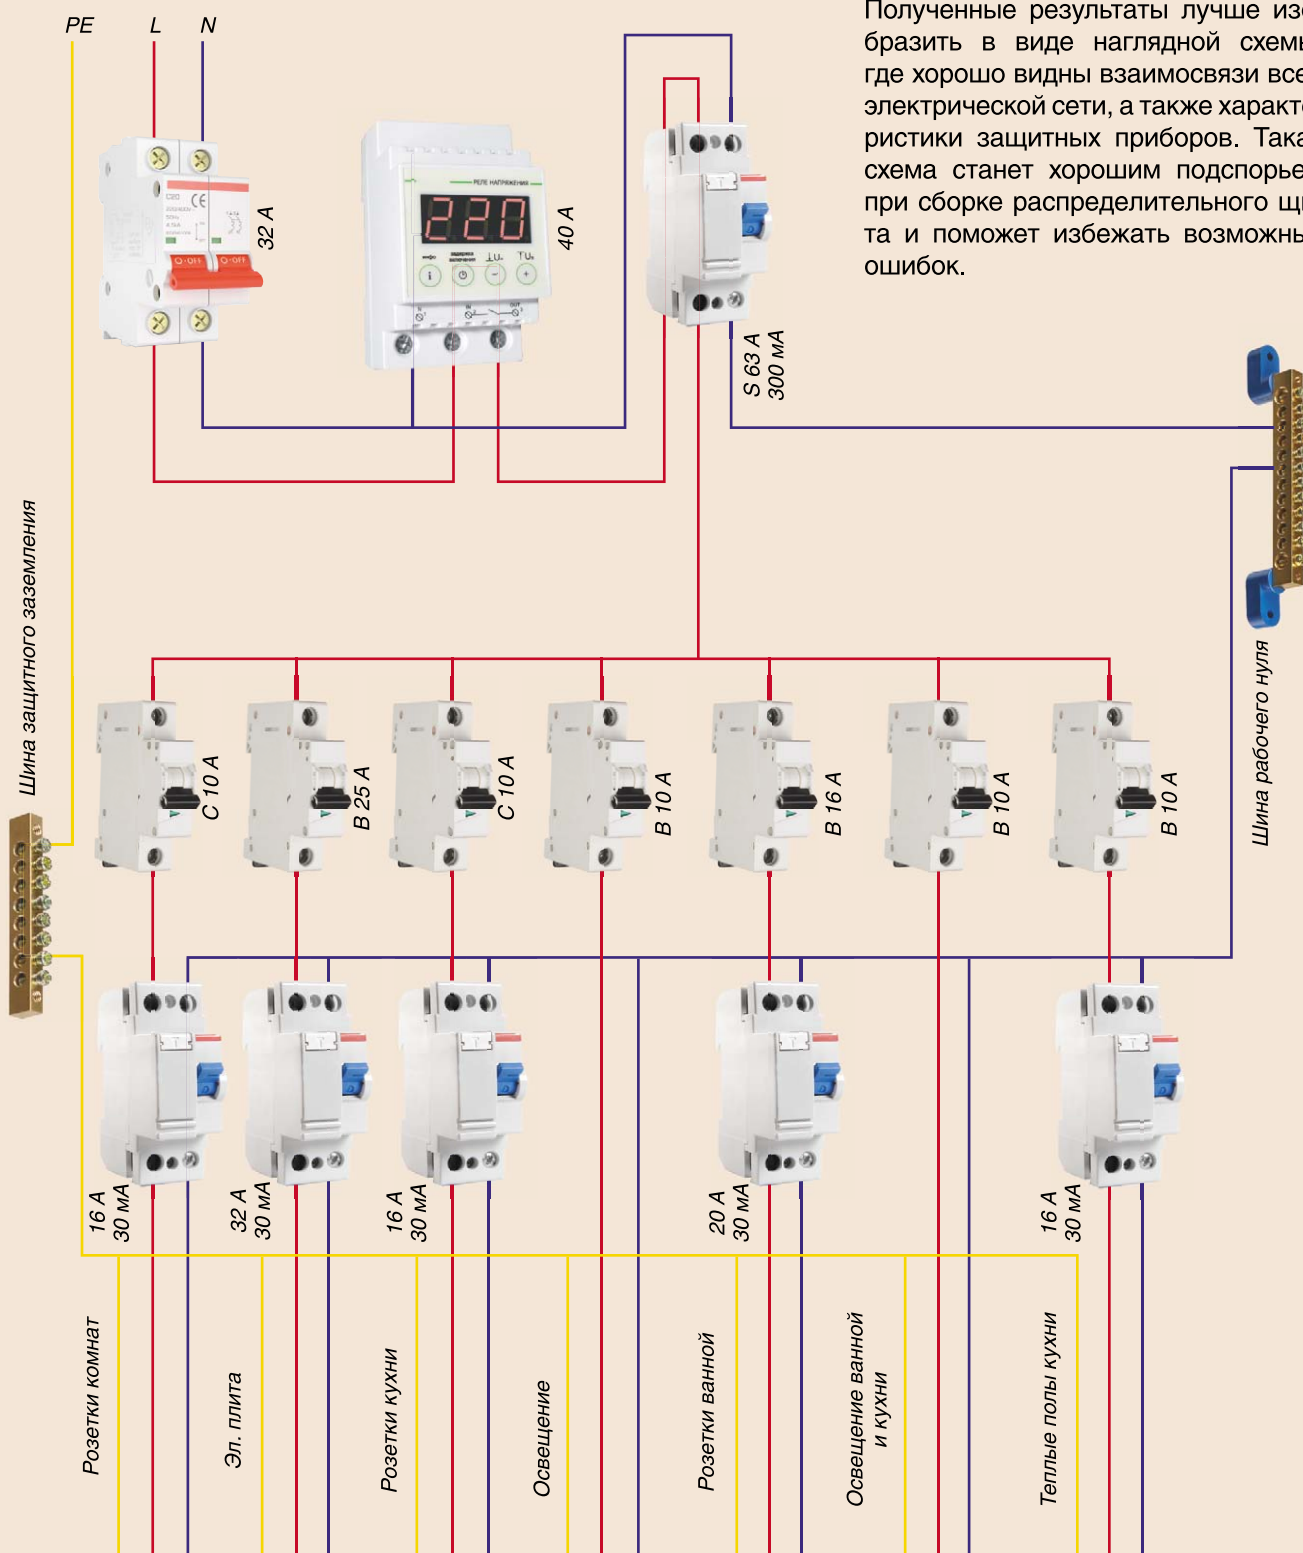 PE
L
N
Полученные результаты лучше изо
бразить в виде наглядной схемы
где хорошо видны взаимосвязи все
электрической сети, а также характе
ристики защитных приборов. Така
схема станет хорошим подспорье
при сборке распределительного щи
та и поможет избежать возможны
ошибок.
C20
CE
O-OFF
O-OFF
32 А
РЕЛЕ НАПРЯЖЕНИЯ
220
40 А
S 63 А
300 мА
Шина защитного заземления
Шина рабочего нуля
C 10 А
B 25 А
C 10 А
B 10 А
B 16 А
B 10 А
B 10 А
16 А
30 мА
32 А
30 мА
16 А
30 мА
20 А
30 мА
16 А
30 мА
Розетки комнат
Эл. плита
Розетки кухни
Освещение
Розетки ванной
Освещение ванной
и кухни
Теплые полы кухни